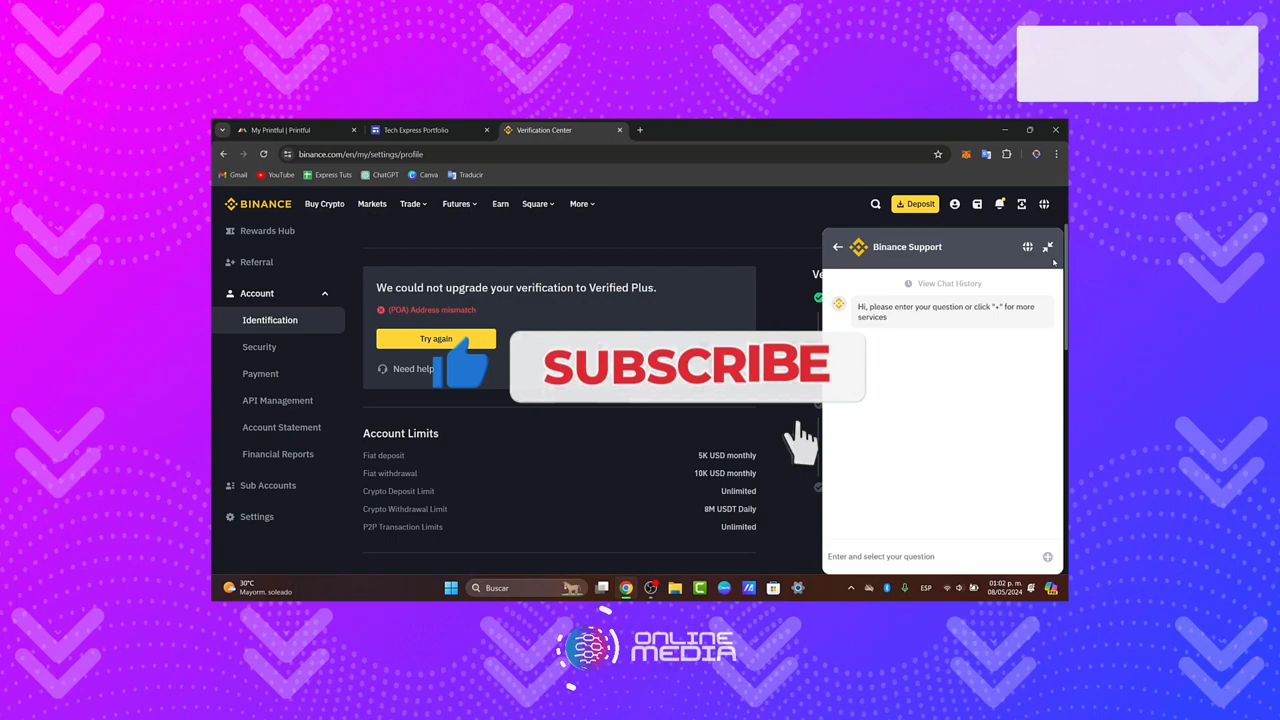 My Printful | Printful
Tech Express Portfolio
Verification Center
binance.com/en/my/settings/profile
Gmail
YouTube
Express Tuts
ChatGPT
Canva
Traducir
BINANCE
Buy Crypto
Markets
Trade
Futures
Earn
Square
More
Deposit
Rewards Hub
Referral
Account
Identification
Security
Payment
API Management
Account Statement
Financial Reports
Sub Accounts
Settings
We could not upgrade your verification to Verified Plus.
(POA) Address mismatch
Try again
Need help
SUBSCRIBE
Account Limits
Fiat deposit 5K USD monthly
Fiat withdrawal 10K USD monthly
Crypto Deposit Limit Unlimited
Crypto Withdrawal Limit 8M USDT Daily
P2P Transaction Limits Unlimited
Ve
Binance Support
View Chat History
Hi, please enter your question or click "+" for more
services
Enter and select your question
30°C
Mayorm. soleado
Buscar
ESP
01:02 p. m.
08/05/2024
ONLINE
MEDIA